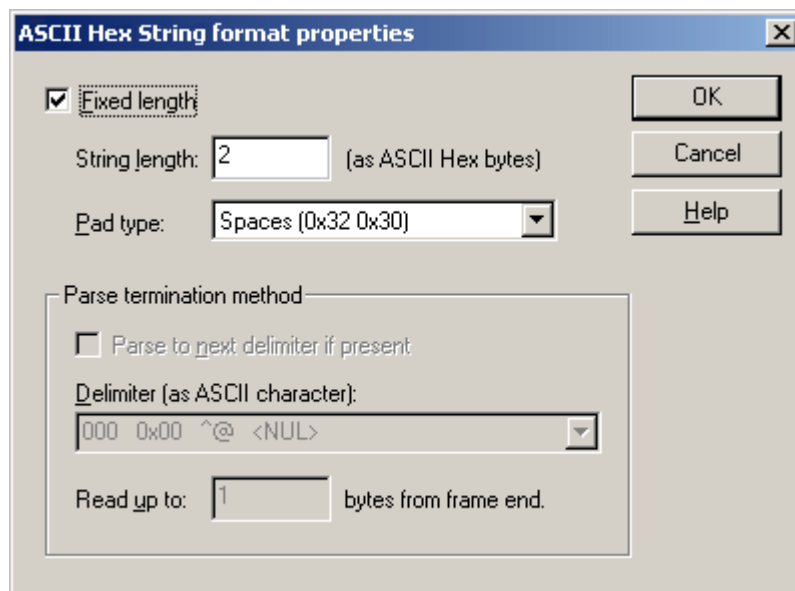 ASCII Hex String format properties
Fixed length
OK
String length: 2 (as ASCII Hex bytes)
Cancel
Pad type: Spaces (0x32 0x30)
Help
Parse termination method
Parse to next delimiter if present
Delimiter (as ASCII character):
000 0x00 ^@ <NUL>
Read up to: 1 bytes from frame end.